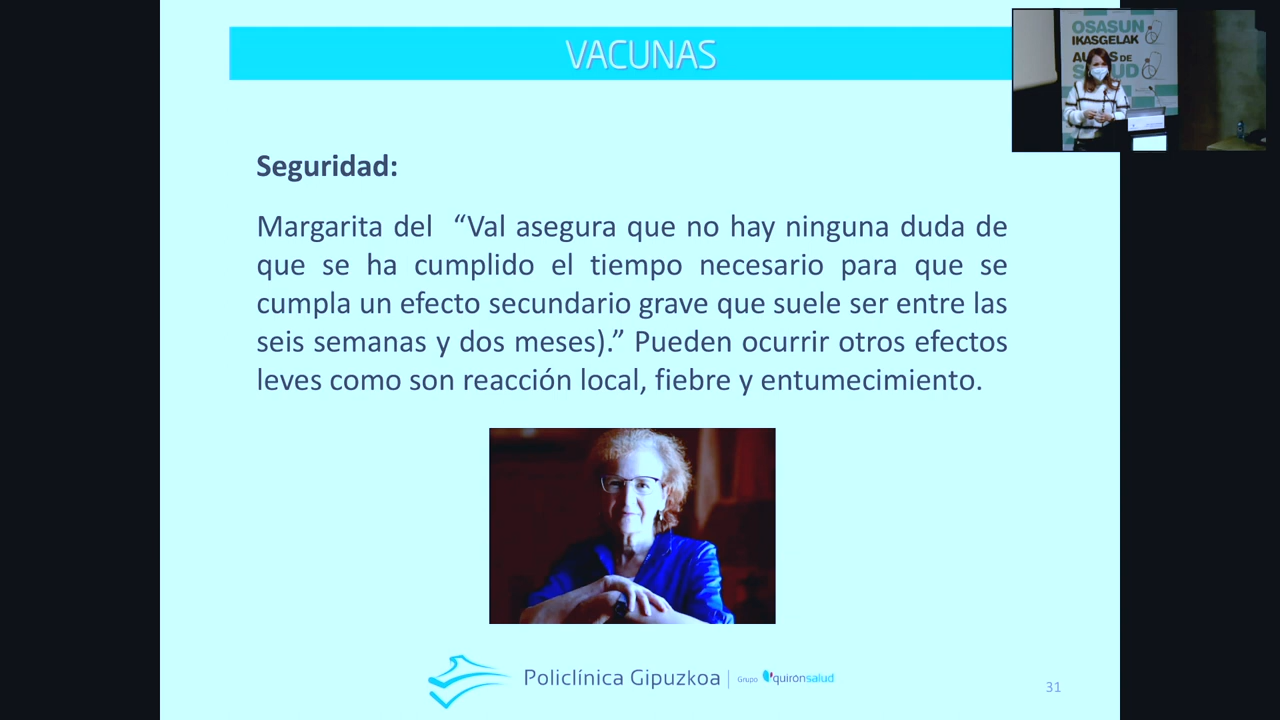 VACUNAS
OSASUN
IKASGELAK
AULAS DE
SALUD
Seguridad:
Margarita del “Val asegura que no hay ninguna duda de
que se ha cumplido el tiempo necesario para que se
cumpla un efecto secundario grave que suele ser entre las
seis semanas y dos meses).” Pueden ocurrir otros efectos
leves como son reacción local, fiebre y entumecimiento.
Policlínica Gipuzkoa | Grupo quirónsalud
31